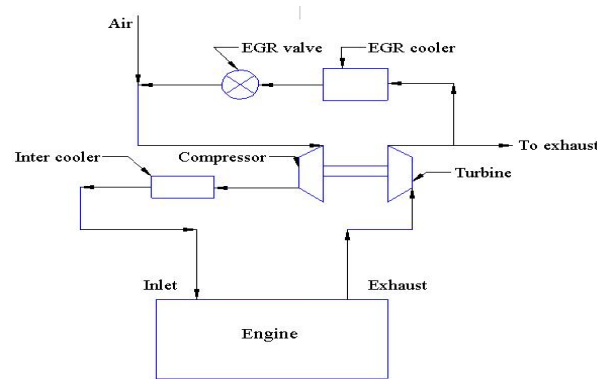 Air
EGR valve
EGR cooler
To exhaust
Inter cooler
Compressor
Turbine
Inlet
Exhaust
Engine